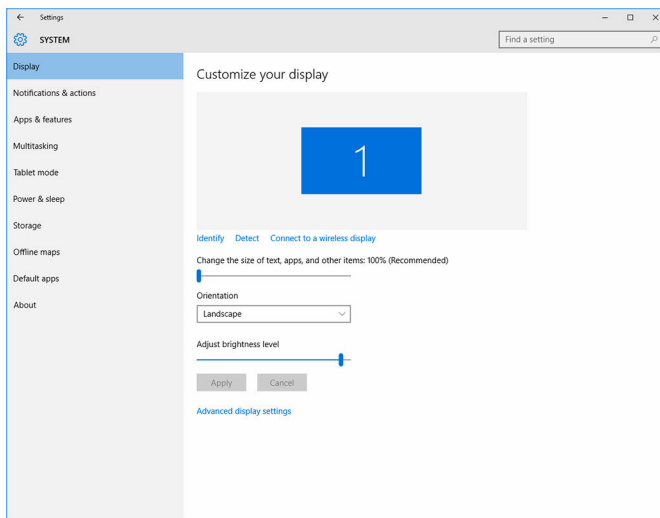 Settings
SYSTEM
Find a setting
Display
Notifications & actions
Apps & features
Multitasking
Tablet mode
Power & sleep
Storage
Offline maps
Default apps
About
Customize your display
1
Identify Detect Connect to a wireless display
Change the size of text, apps, and other items: 100% (Recommended)
Orientation
Landscape
Adjust brightness level
Apply Cancel
Advanced display settings